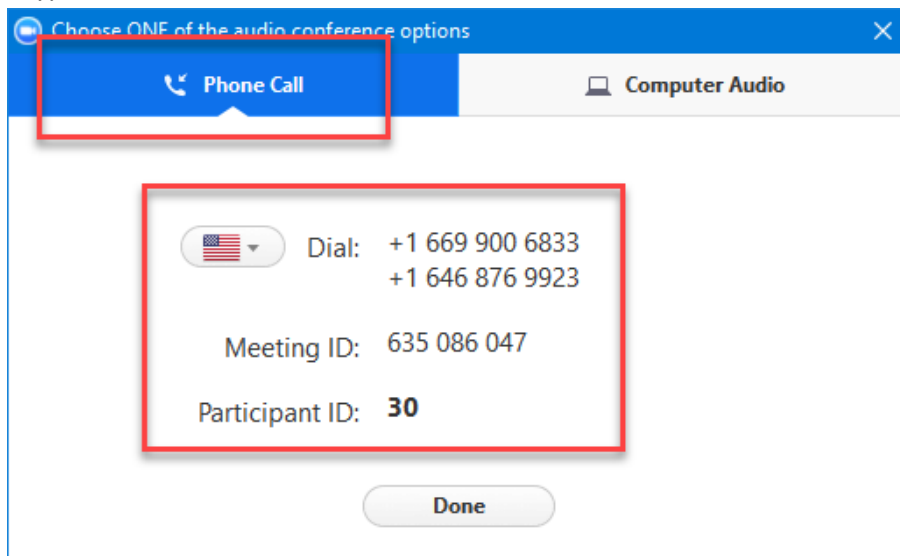 Choose ONE of the audio conference options
Phone Call
Computer Audio
Dial: +1 669 900 6833
+1 646 876 9923
Meeting ID: 635 086 047
Participant ID: 30
Done